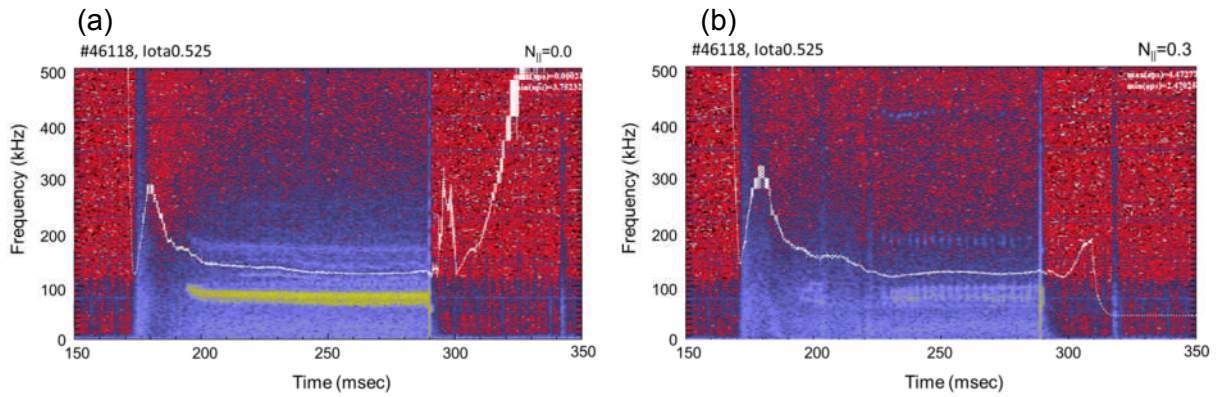 (a)
#46118, Iota0.525 N||=0.0
500
400
300
200
100
0
Frequency (kHz)
150 200 250 300 350
Time (msec)
(b)
#46118, Iota0.525 N||=0.3
500
400
300
200
100
0
Frequency (kHz)
150 200 250 300 350
Time (msec)